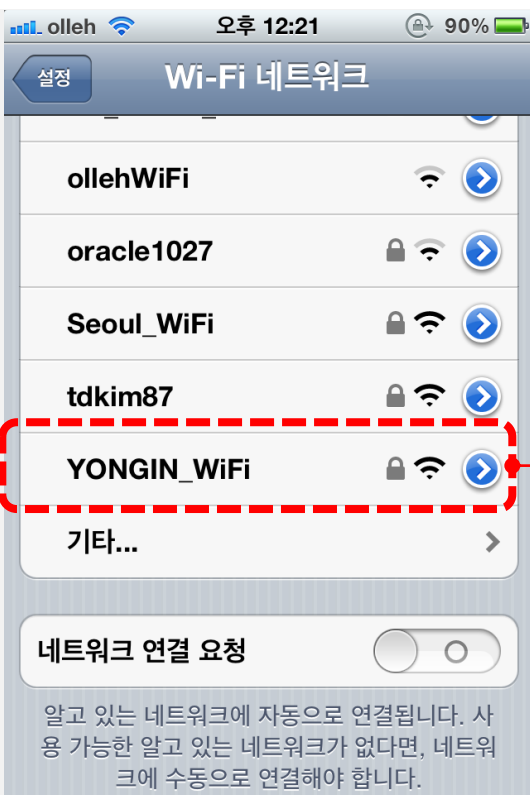 olleh 오후 12:21 90%
설정 Wi-Fi 네트워크
ollehWiFi
oracle1027
Seoul_WiFi
tdkim87
YONGIN_WiFi
기타...
네트워크 연결 요청
알고 있는 네트워크에 자동으로 연결됩니다. 사
용 가능한 알고 있는 네트워크가 없다면, 네트워
크에 수동으로 연결해야 합니다.